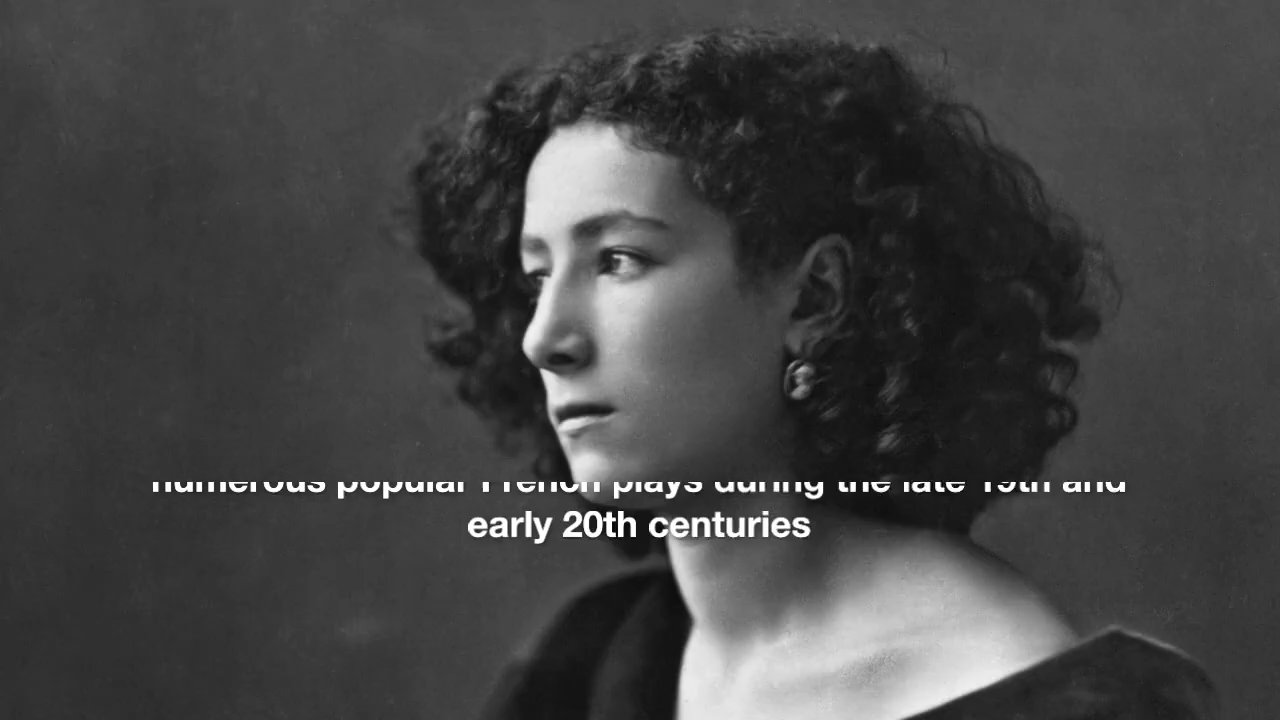 numerous popular French plays during the late 19th and
early 20th centuries